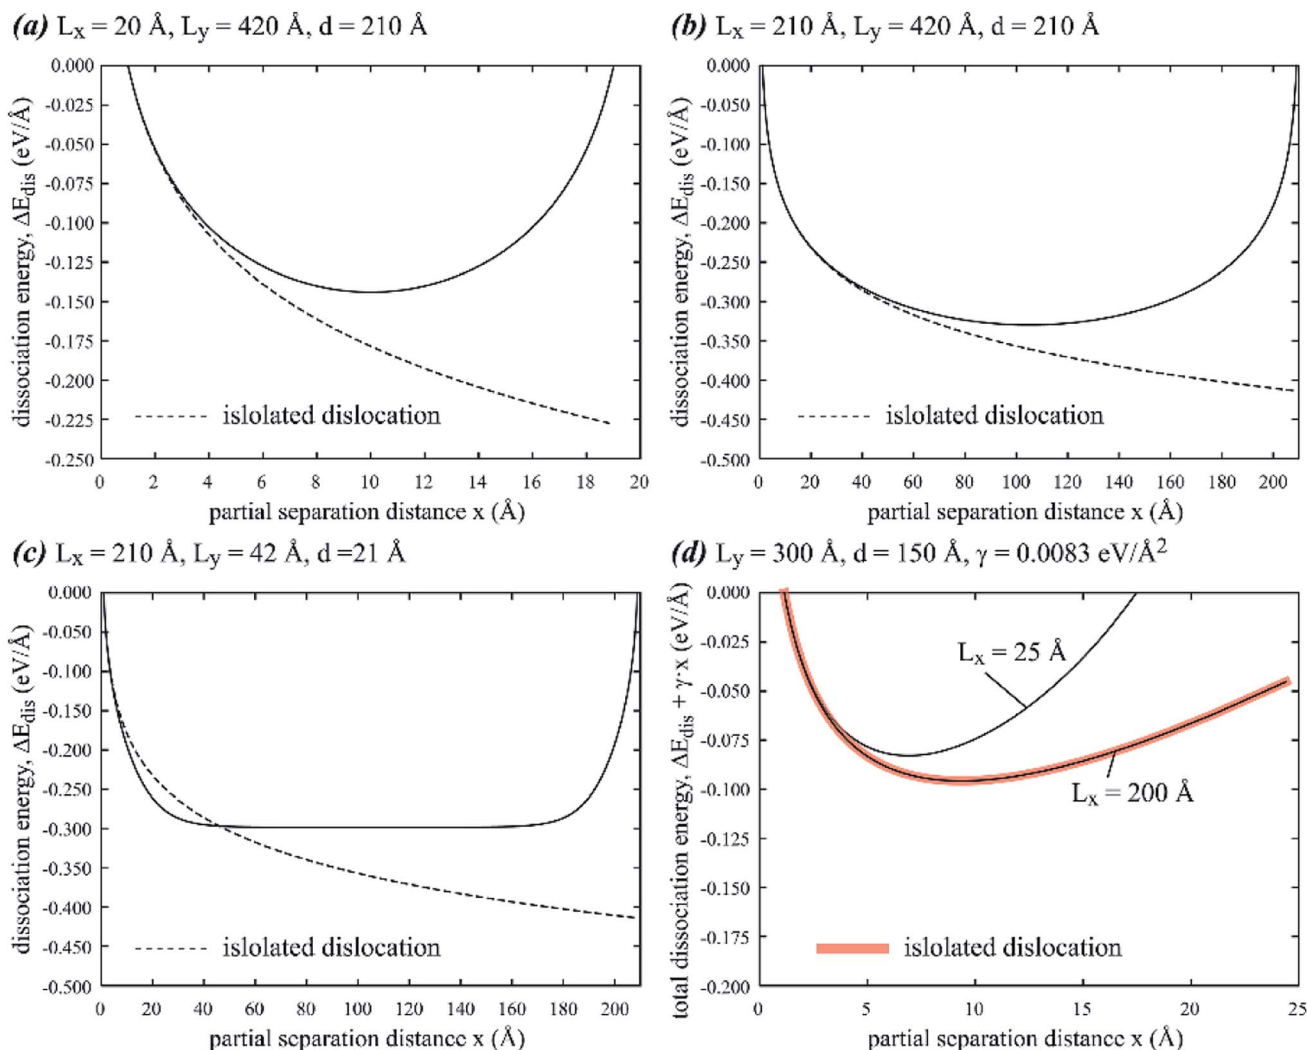 (a) Lx = 20 Å, Ly = 420 Å, d = 210 Å
0.000
-0.025
-0.050
-0.075
-0.100
-0.125
-0.150
-0.175
-0.200
-0.225
-0.250
dissociation energy, ΔEdis (eV/Å)
islolated dislocation
0 2 4 6 8 10 12 14 16 18 20
partial separation distance x (Å)
(b) Lx = 210 Å, Ly = 420 Å, d = 210 Å
0.000
-0.050
-0.100
-0.150
-0.200
-0.250
-0.300
-0.350
-0.400
-0.450
-0.500
dissociation energy, ΔEdis (eV/Å)
islolated dislocation
0 20 40 60 80 100 120 140 160 180 200
partial separation distance x (Å)
(c) Lx = 210 Å, Ly = 42 Å, d =21 Å
0.000
-0.050
-0.100
-0.150
-0.200
-0.250
-0.300
-0.350
-0.400
-0.450
-0.500
dissociation energy, ΔEdis (eV/Å)
islolated dislocation
0 20 40 60 80 100 120 140 160 180 200
partial separation distance x (Å)
(d) Ly = 300 Å, d = 150 Å, γ = 0.0083 eV/Å2
0.000
-0.025
-0.050
-0.075
-0.100
-0.125
-0.150
-0.175
-0.200
total dissociation energy, ΔEdis + γ·x (eV/Å)
Lx = 25 Å
Lx = 200 Å
islolated dislocation
0 5 10 15 20 25
partial separation distance x (Å)